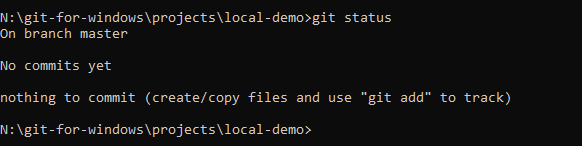 N:\git-for-windows\projects\local-demo>git status
On branch master
No commits yet
nothing to commit (create/copy files and use "git add" to track)
N:\git-for-windows\projects\local-demo>